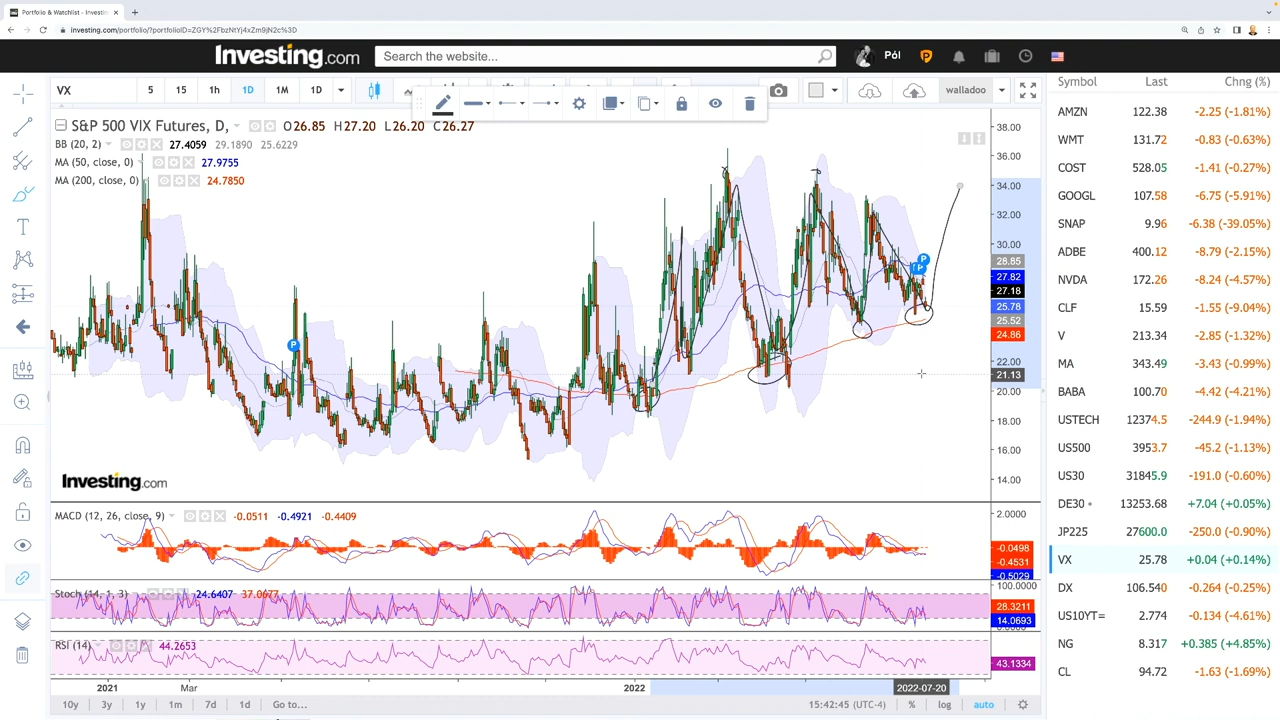 Portfolio & Watchlist - Investin
investing.com/portfolio/?portfolioID=ZGY%2FbzNtYj4xZm9jN2c%3D
Investing.com
Search the website...
Pól
VX
5
15
1h
1D
1M
1D
walladoo
S&P 500 VIX Futures, D,
O26.85 H27.20 L26.20 C26.27
BB (20, 2) 27.4059 29.1890 25.6229
MA (50, close, 0) 27.9755
MA (200, close, 0) 24.7850
38.00
36.00
34.00
32.00
30.00
28.85
27.82
27.18
25.78
25.52
24.86
22.00
21.13
20.00
18.00
16.00
14.00
P
P
P
Investing.com
MACD (12, 26, close, 9) -0.0511 -0.4921 -0.4409
2.0000
-0.0498
-0.4531
-0.5029
Stoch (14, 1, 3) 24.6407 37.0677
100.0000
28.3211
14.0693
RSI (14) 44.2653
43.1334
2021
Mar
2022
2022-07-20
10y
3y
1y
1m
7d
1d
Go to...
15:42:45 (UTC-4)
%
log
auto
Symbol Last Chng (%)
AMZN 122.38 -2.25 (-1.81%)
WMT 131.72 -0.83 (-0.63%)
COST 528.05 -1.41 (-0.27%)
GOOGL 107.58 -6.75 (-5.91%)
SNAP 9.96 -6.38 (-39.05%)
ADBE 400.12 -8.79 (-2.15%)
NVDA 172.26 -8.24 (-4.57%)
CLF 15.59 -1.55 (-9.04%)
V 213.34 -2.85 (-1.32%)
MA 343.49 -3.43 (-0.99%)
BABA 100.70 -4.42 (-4.21%)
USTECH 12374.5 -244.9 (-1.94%)
US500 3953.7 -45.2 (-1.13%)
US30 31845.9 -191.0 (-0.60%)
DE30 13253.68 +7.04 (+0.05%)
JP225 27600.0 -250.0 (-0.90%)
VX 25.78 +0.04 (+0.14%)
DX 106.540 -0.264 (-0.25%)
US10YT= 2.774 -0.134 (-4.61%)
NG 8.317 +0.385 (+4.85%)
CL 94.72 -1.63 (-1.69%)